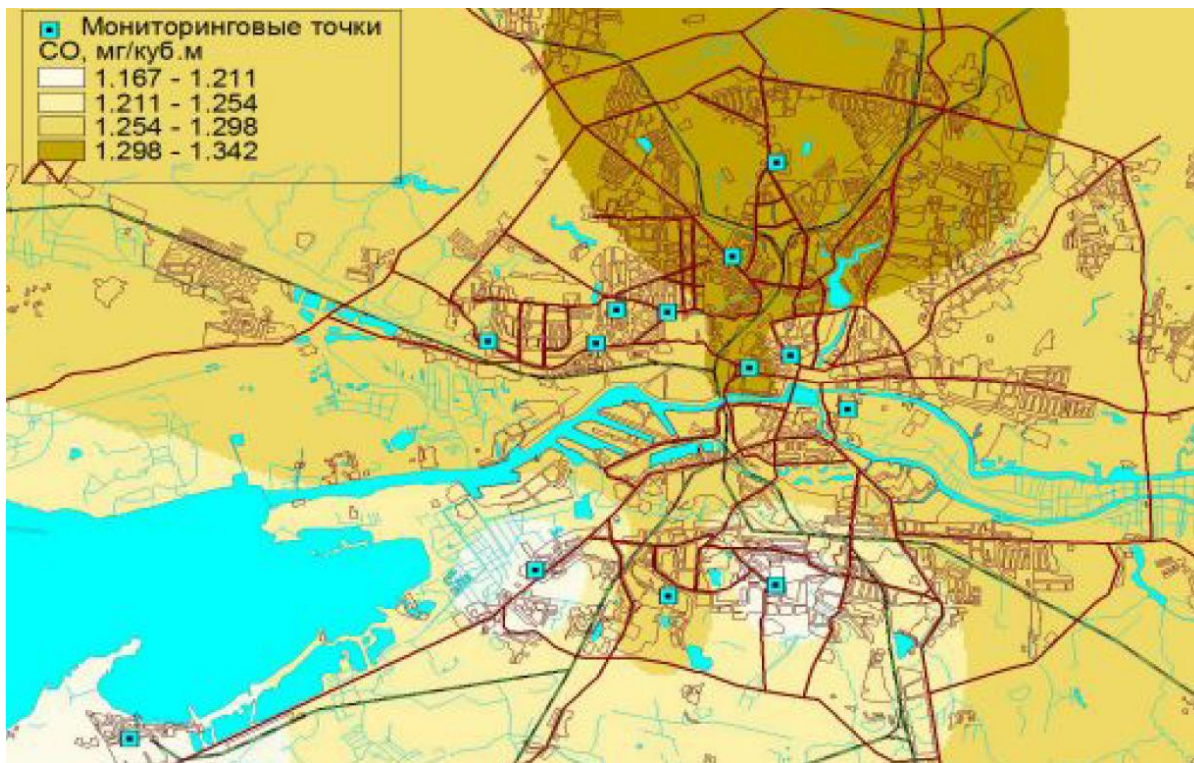 Мониторинговые точки
СО, мг/куб.м
1.167 - 1.211
1.211 - 1.254
1.254 - 1.298
1.298 - 1.342